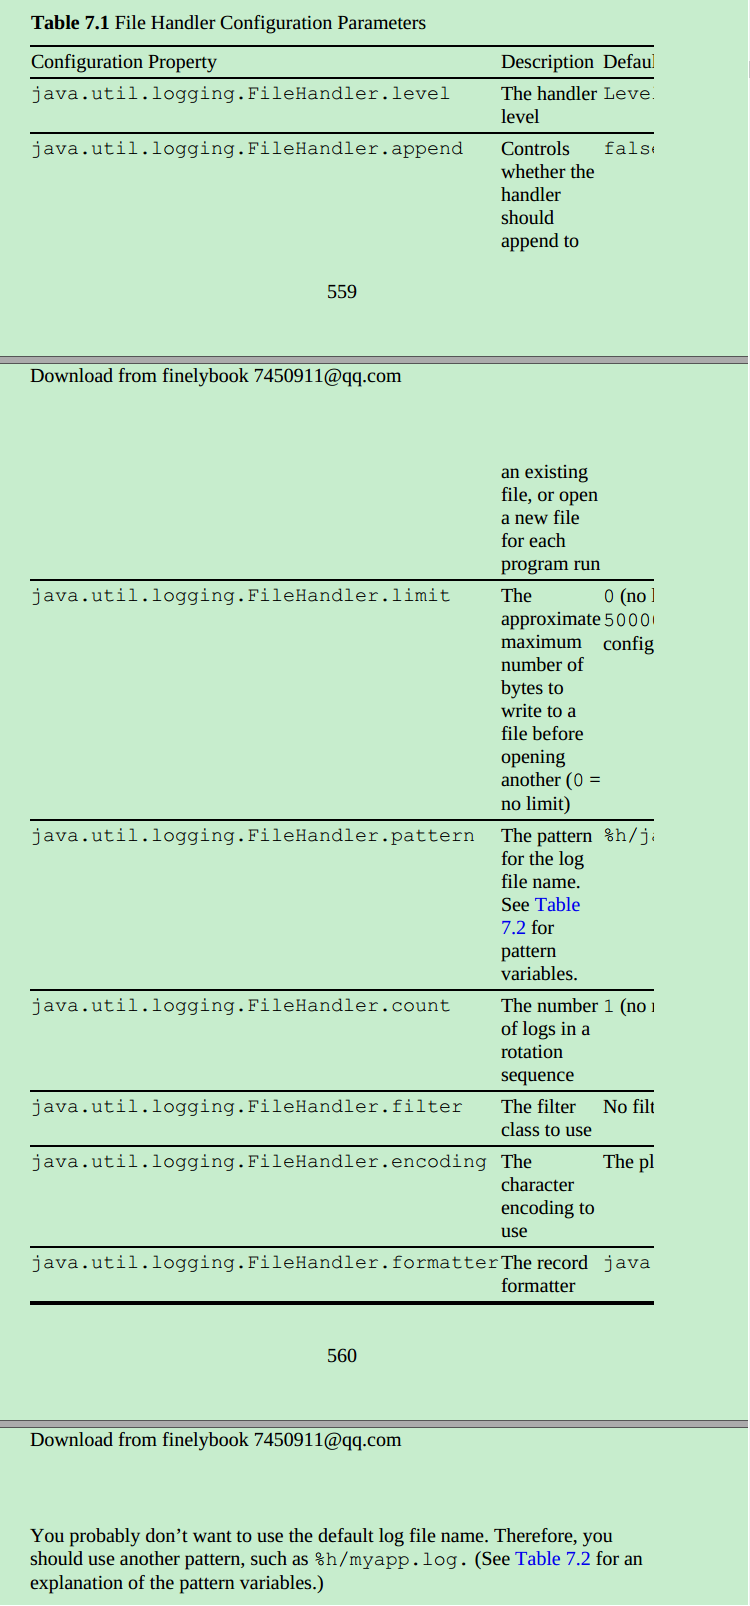 Table 7.1 File Handler Configuration Parameters
Configuration Property Description Defaul
java.util.logging.FileHandler.level The handler Level
level
java.util.logging.FileHandler.append Controls false
whether the
handler
should
append to
559
Download from finelybook 7450911@qq.com
an existing
file, or open
a new file
for each
program run
java.util.logging.FileHandler.limit The 0 (no
approximate 50000
maximum config
number of
bytes to
write to a
file before
opening
another (0 =
no limit)
java.util.logging.FileHandler.pattern The pattern %h/ja
for the log
file name.
See Table
7.2 for
pattern
variables.
java.util.logging.FileHandler.count The number 1 (no
of logs in a
rotation
sequence
java.util.logging.FileHandler.filter The filter No filt
class to use
java.util.logging.FileHandler.encoding The The pl
character
encoding to
use
java.util.logging.FileHandler.formatter The record java
formatter
560
Download from finelybook 7450911@qq.com
You probably don’t want to use the default log file name. Therefore, you
should use another pattern, such as %h/myapp.log. (See Table 7.2 for an
explanation of the pattern variables.)